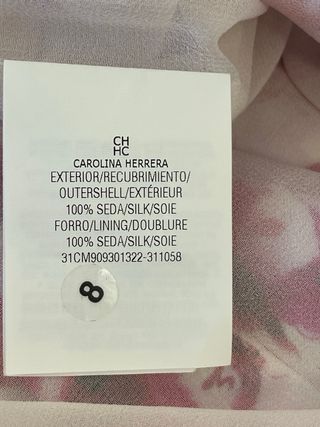 CH
HC
CAROLINA HERRERA
EXTERIOR/RECUBRIMIENTO/
OUTERSHELL/EXTÉRIEUR
100% SEDA/SILK/SOIE
FORRO/LINING/DOUBLURE
100% SEDA/SILK/SOIE
31CM909301322-311058
8